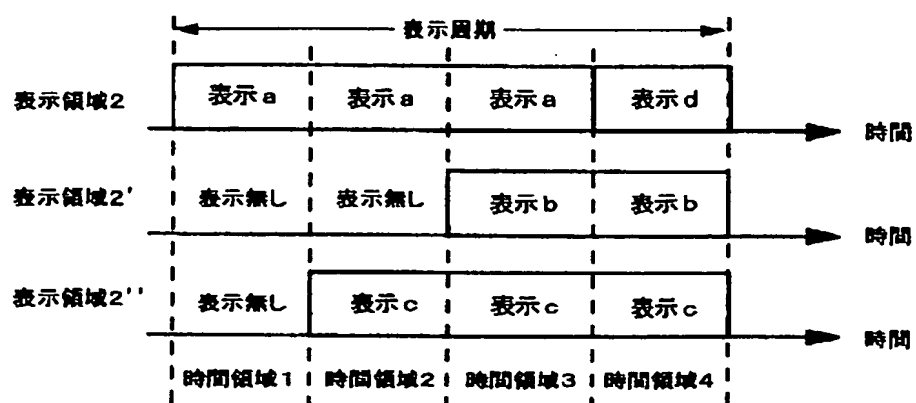 表示周期
表示領域2 表示a 表示a 表示a 表示d
時間
表示領域2' 表示無し 表示無し 表示b 表示b
時間
表示領域2'' 表示無し 表示c 表示c 表示c
時間
時間領域1 時間領域2 時間領域3 時間領域4